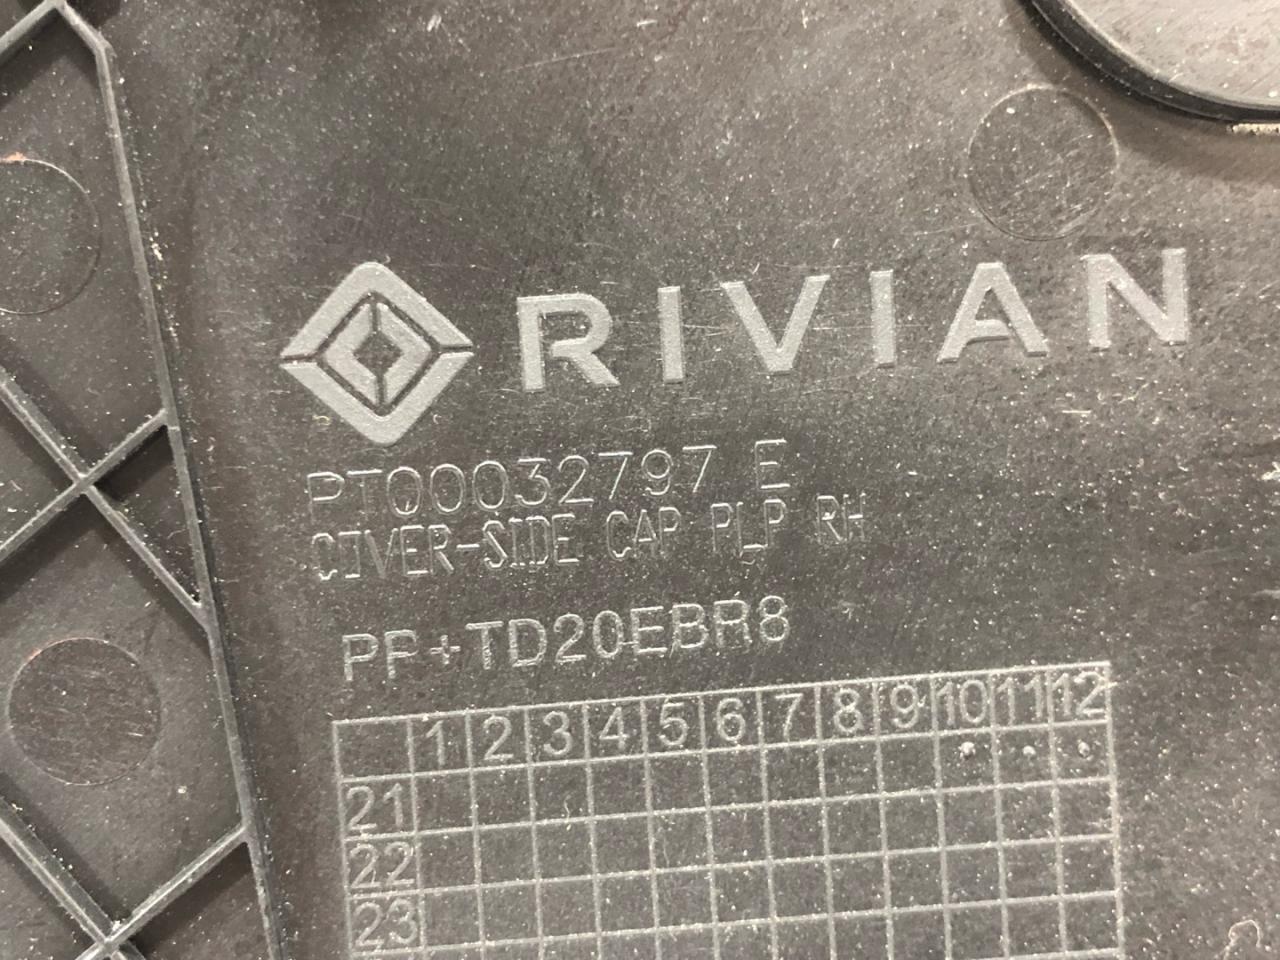 RIVIAN
PT00032797 E
COVER-SIDE CAP PLP RH
PP+TD20EBR8
1 2 3 4 5 6 7 8 9 10 11 12
21
22
23